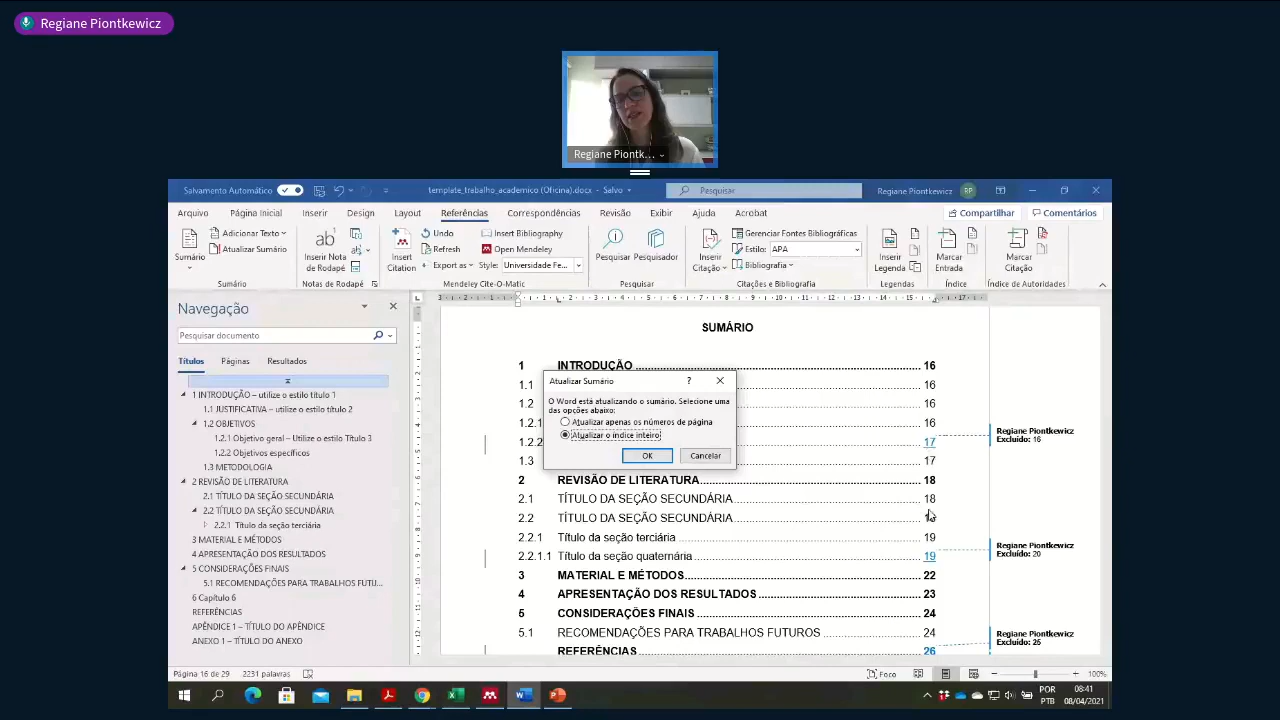 Regiane Piontkewicz
Regiane Piontk...
Salvamento Automático
template_trabalho_academico (Oficina).docx - Salvo
Pesquisar
Regiane Piontkewicz
RP
Arquivo
Página Inicial
Inserir
Design
Layout
Referências
Correspondências
Revisão
Exibir
Ajuda
Acrobat
Compartilhar
Comentários
Sumário
Adicionar Texto
Atualizar Sumário
Sumário
ab
Inserir Nota de Rodapé
Notas de Rodapé
Insert Citation
Undo
Refresh
Export as
Insert Bibliography
Open Mendeley
Style: Universidade Fe...
Mendeley Cite-O-Matic
Pesquisar
Pesquisador
Pesquisar
Inserir Citação
Gerenciar Fontes Bibliográficas
Estilo: APA
Bibliografia
Citações e Bibliografia
Inserir Legenda
Legendas
Marcar Entrada
Índice
Marcar Citação
Índice de Autoridades
Navegação
Pesquisar documento
Títulos
Páginas
Resultados
1 INTRODUÇÃO – utilize o estilo título 1
1.1 JUSTIFICATIVA – utilize o estilo título 2
1.2 OBJETIVOS
1.2.1 Objetivo geral – Utilize o estilo Título 3
1.2.2 Objetivos específicos
1.3 METODOLOGIA
2 REVISÃO DE LITERATURA
2.1 TÍTULO DA SEÇÃO SECUNDÁRIA
2.2 TÍTULO DA SEÇÃO SECUNDÁRIA
2.2.1 Título da seção terciária
3 MATERIAL E MÉTODOS
4 APRESENTAÇÃO DOS RESULTADOS
5 CONSIDERAÇÕES FINAIS
5.1 RECOMENDAÇÕES PARA TRABALHOS FUTU...
6 Capítulo 6
REFERÊNCIAS
APÊNDICE 1 – TÍTULO DO APÊNDICE
ANEXO 1 – TÍTULO DO ANEXO
SUMÁRIO
1 INTRODUÇÃO 16
1.1 16
1.2 16
1.2.1 16
1.2.2 17
1.3 17
2 REVISÃO DE LITERATURA 18
2.1 TÍTULO DA SEÇÃO SECUNDÁRIA 18
2.2 TÍTULO DA SEÇÃO SECUNDÁRIA
2.2.1 Título da seção terciária 19
2.2.1.1 Título da seção quaternária 19
3 MATERIAL E MÉTODOS 22
4 APRESENTAÇÃO DOS RESULTADOS 23
5 CONSIDERAÇÕES FINAIS 24
5.1 RECOMENDAÇÕES PARA TRABALHOS FUTUROS 24
REFERÊNCIAS 26
Atualizar Sumário
O Word está atualizando o sumário. Selecione uma
das opções abaixo:
Atualizar apenas os números de página
Atualizar o índice inteiro
OK
Cancelar
Regiane Piontkewicz
Excluído: 16
Regiane Piontkewicz
Excluído: 20
Regiane Piontkewicz
Excluído: 25
Página 16 de 29
2231 palavras
Foco
100%
POR
PTB
08:41
08/04/2021